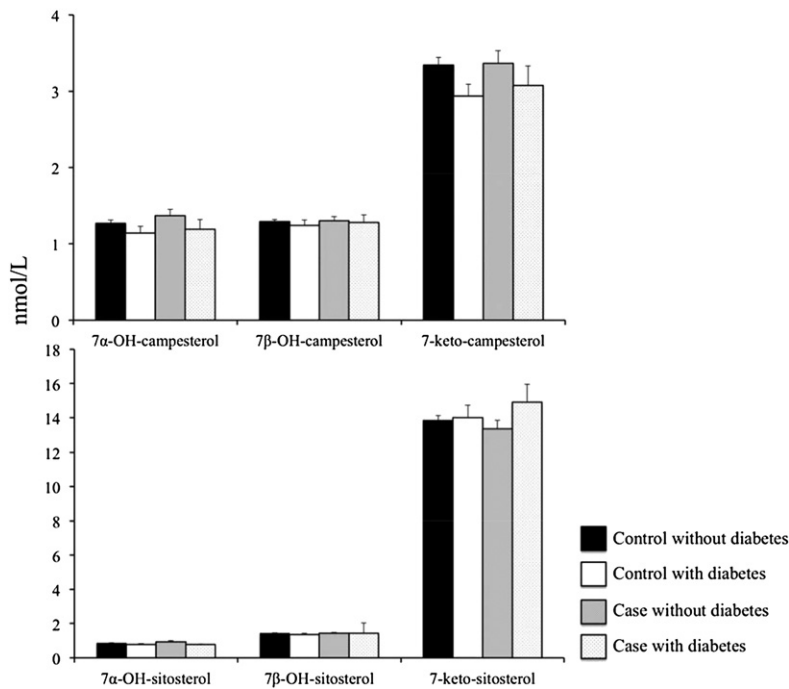 4
3
2
1
0
nmol/L
7α-OH-campesterol 7β-OH-campesterol 7-keto-campesterol
18
16
14
12
10
8
6
4
2
0
7α-OH-sitosterol 7β-OH-sitosterol 7-keto-sitosterol
Control without diabetes
Control with diabetes
Case without diabetes
Case with diabetes